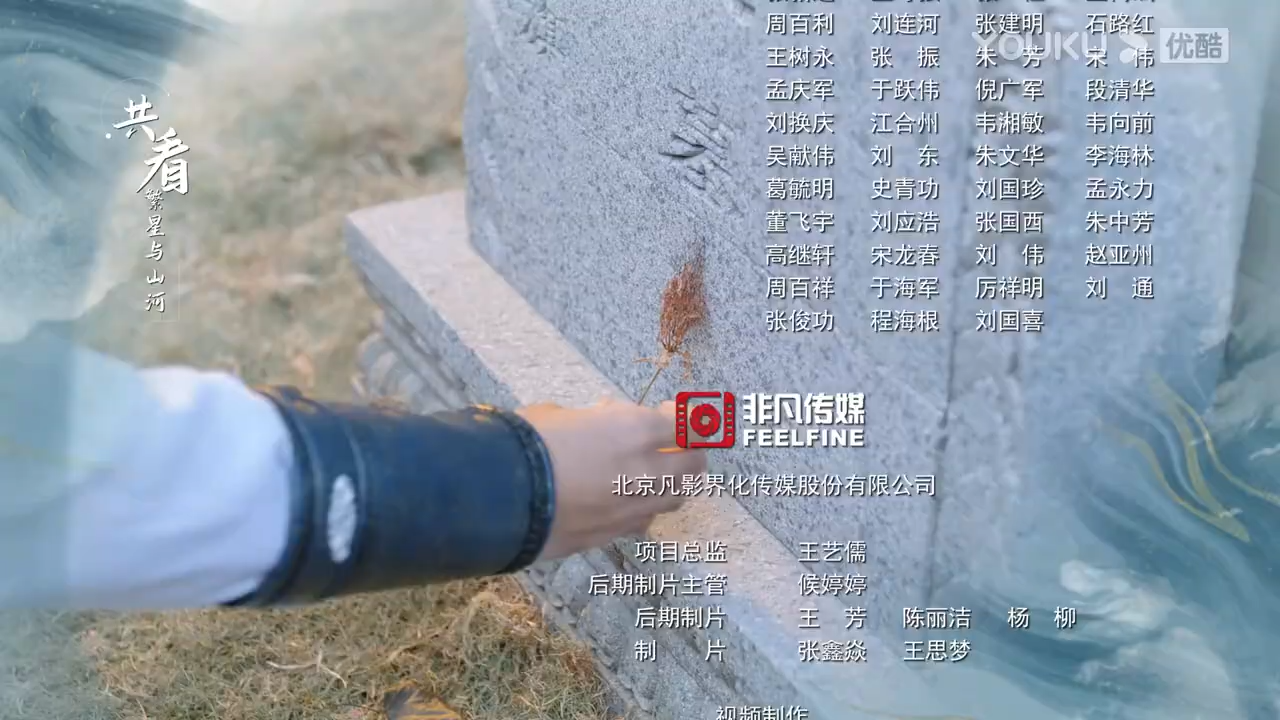 共看
繁星与山河
YOUKU 优酷
周百利 刘连河 张建明 石路红
王树永 张 振 朱 芳 宋 伟
孟庆军 于跃伟 倪广军 段清华
刘换庆 江合州 韦湘敏 韦向前
吴献伟 刘 东 朱文华 李海林
葛毓明 史青功 刘国珍 孟永力
董飞宇 刘应浩 张国西 朱中芳
高继轩 宋龙春 刘 伟 赵亚州
周百祥 于海军 厉祥明 刘 通
张俊功 程海根 刘国喜
非凡传媒
FEELFINE
北京凡影界化传媒股份有限公司
项目总监 王艺儒
后期制片主管 候婷婷
后期制片 王 芳 陈丽洁 杨 柳
制 片 张鑫焱 王思梦
视频制作